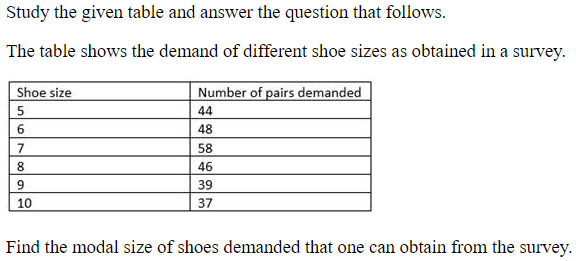 Study the given table and answer the question that follows.
The table shows the demand of different shoe sizes as obtained in a survey.
Shoe size Number of pairs demanded
5 44
6 48
7 58
8 46
9 39
10 37
Find the modal size of shoes demanded that one can obtain from the survey.